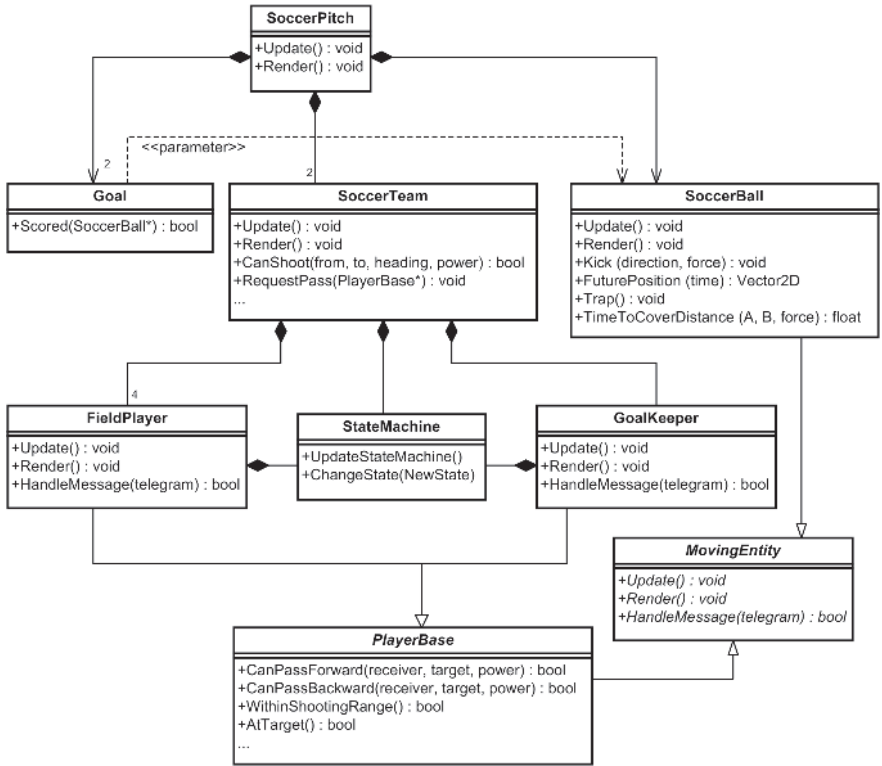 SoccerPitch
+Update() : void
+Render() : void
<<parameter>>
2
2
Goal
+Scored(SoccerBall*) : bool
SoccerTeam
+Update() : void
+Render() : void
+CanShoot(from, to, heading, power) : bool
+RequestPass(PlayerBase*) : void
...
SoccerBall
+Update() : void
+Render() : void
+Kick (direction, force) : void
+FuturePosition (time) : Vector2D
+Trap() : void
+TimeToCoverDistance (A, B, force) : float
4
FieldPlayer
+Update() : void
+Render() : void
+HandleMessage(telegram) : bool
StateMachine
+UpdateStateMachine()
+ChangeState(NewState)
GoalKeeper
+Update() : void
+Render() : void
+HandleMessage(telegram) : bool
MovingEntity
+Update() : void
+Render() : void
+HandleMessage(telegram) : bool
PlayerBase
+CanPassForward(receiver, target, power) : bool
+CanPassBackward(receiver, target, power) : bool
+WithinShootingRange() : bool
+AtTarget() : bool
...